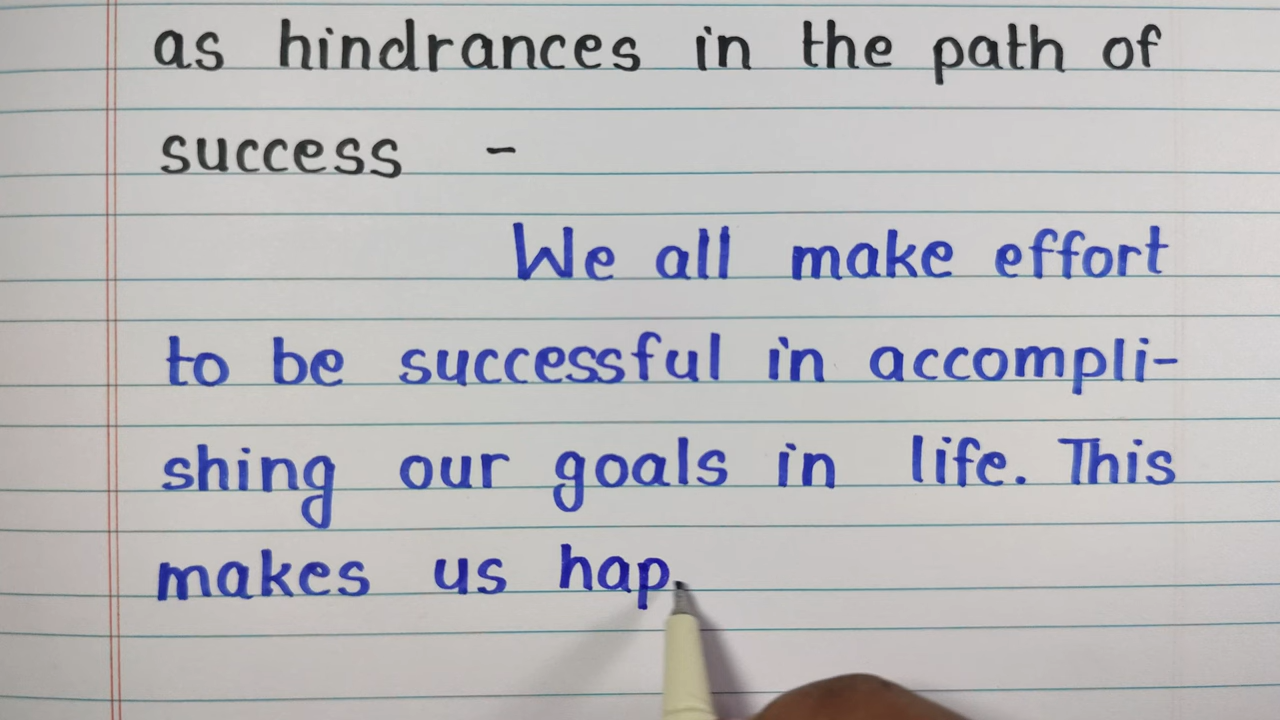 as hindrances in the path of
success -
We all make effort
to be successful in accompli-
shing our goals in life. This
makes us hap